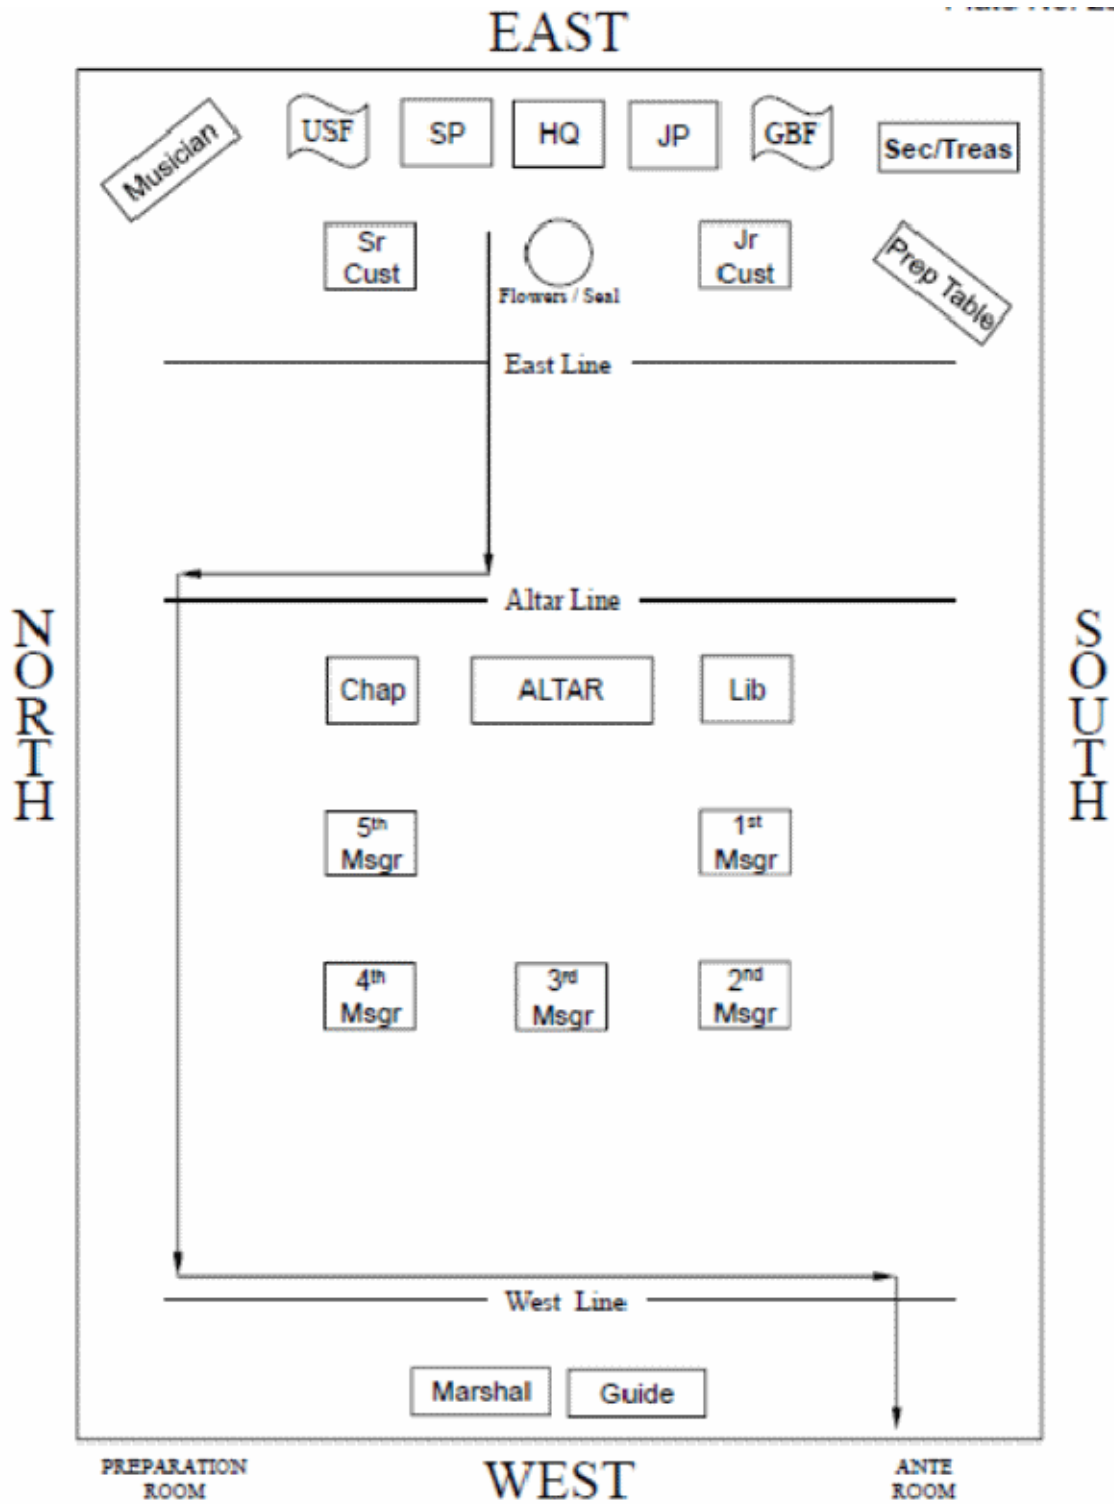 EAST
Musician
USF
SP
HQ
JP
GBF
Sec/Treas
Sr
Cust
Flowers / Seal
Jr
Cust
Prep Table
East Line
NORTH
SOUTH
Altar Line
Chap
ALTAR
Lib
5th
Msgr
1st
Msgr
4th
Msgr
3rd
Msgr
2nd
Msgr
West Line
Marshal
Guide
PREPARATION
ROOM
WEST
ANTE
ROOM